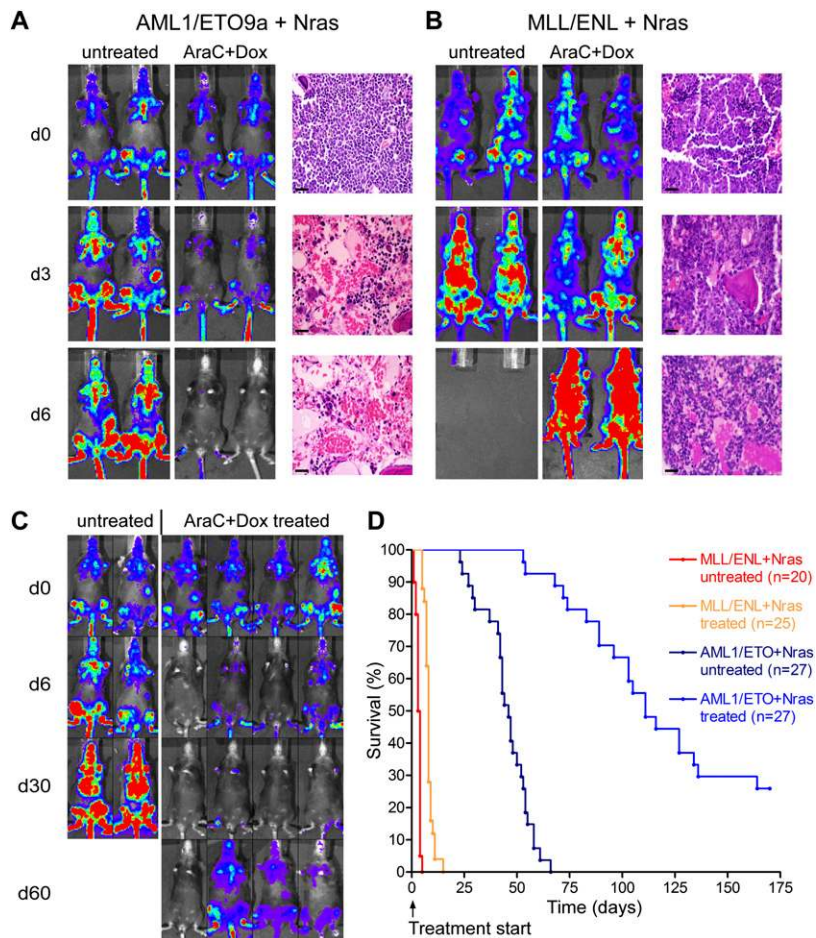 A
AML1/ETO9a + Nras
untreated
AraC+Dox
d0
d3
d6
B
MLL/ENL + Nras
untreated
AraC+Dox
C
untreated
AraC+Dox treated
d0
d6
d30
d60
D
100
90
80
70
60
50
40
30
20
10
0
Survival (%)
0
25
50
75
100
125
150
175
Time (days)
Treatment start
MLL/ENL+Nras
untreated (n=20)
MLL/ENL+Nras
treated (n=25)
AML1/ETO+Nras
untreated (n=27)
AML1/ETO+Nras
treated (n=27)